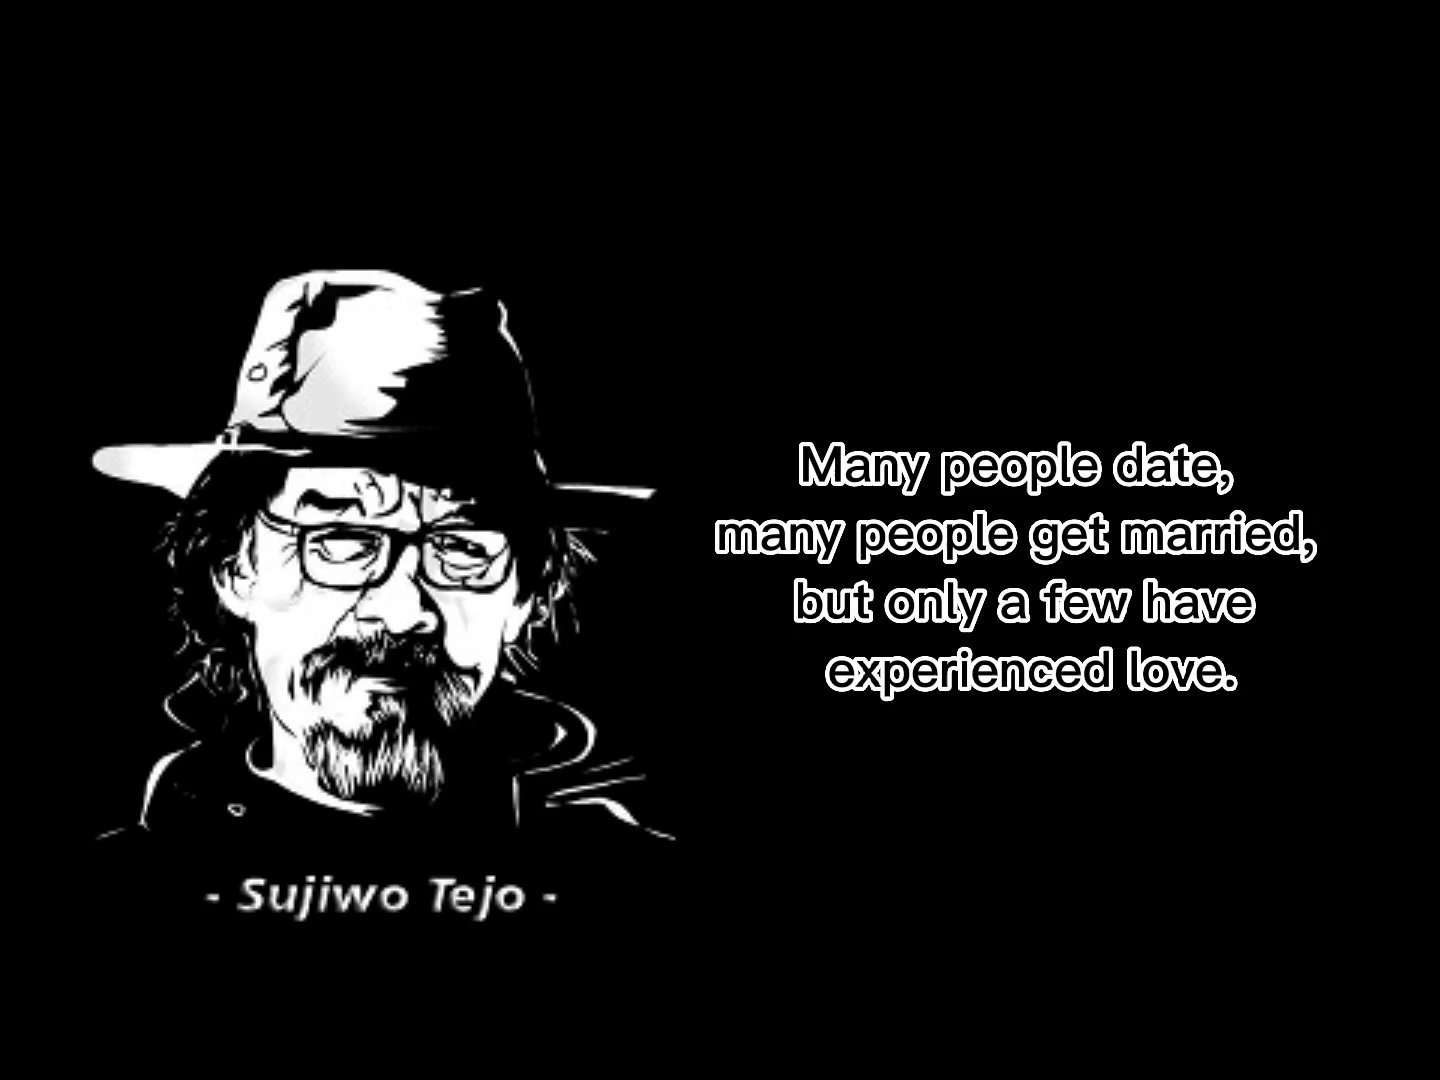 Many people date,
many people get married,
but only a few have
experienced love.
- Sujiwo Tejo -